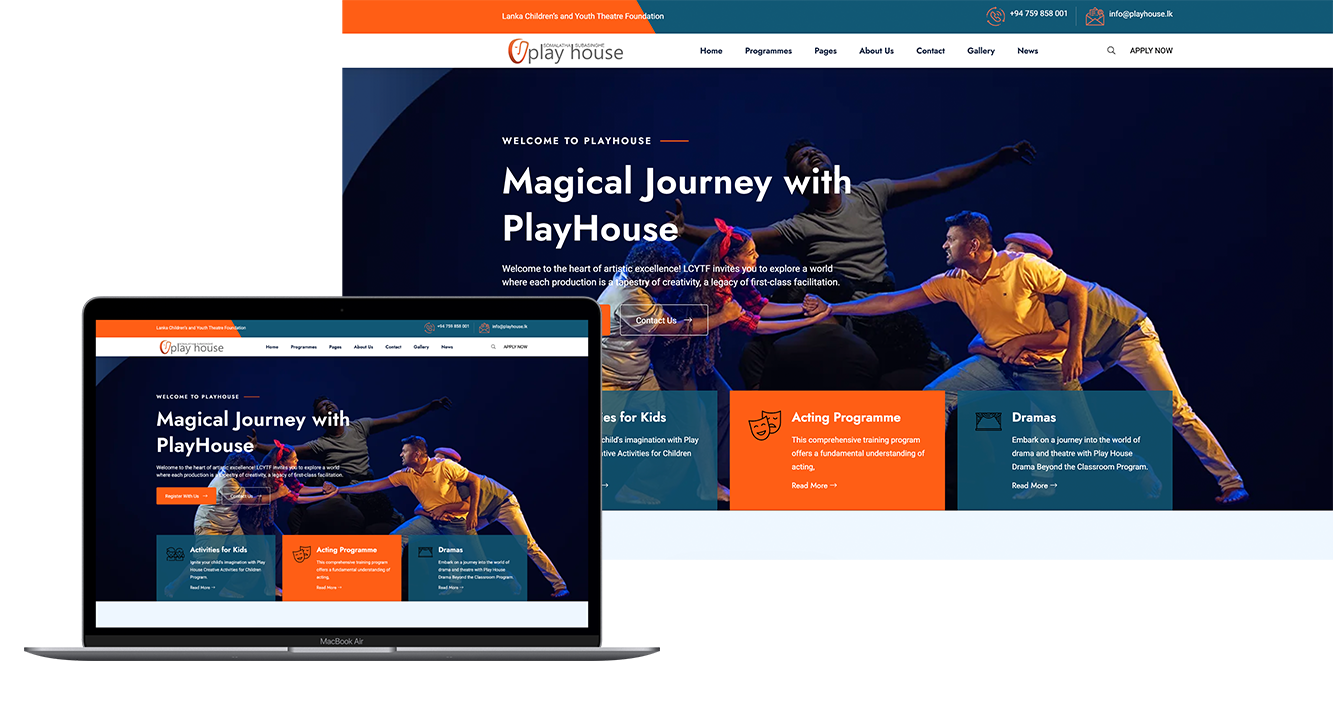 Lanka Children's and Youth Theatre Foundation
+94 759 858 001
info@playhouse.lk
SOMALATHA SUBASINGHE
play house
Home
Programmes
Pages
About Us
Contact
Gallery
News
APPLY NOW
WELCOME TO PLAYHOUSE
Magical Journey with
PlayHouse
Welcome to the heart of artistic excellence! LCYTF invites you to explore a world
where each production is a tapestry of creativity, a legacy of first-class facilitation.
Contact Us →
es for Kids
child's imagination with Play
tive Activities for Children
→
Acting Programme
This comprehensive training program
offers a fundamental understanding of
acting,
Read More →
Dramas
Embark on a journey into the world of
drama and theatre with Play House
Drama Beyond the Classroom Program.
Read More →
Lanka Children's and Youth Theatre Foundation
+94 759 858 001
info@playhouse.lk
play house
Home
Programmes
Pages
About Us
Contact
Gallery
News
APPLY NOW
WELCOME TO PLAYHOUSE
Magical Journey with
PlayHouse
Welcome to the heart of artistic excellence! LCYTF invites you to explore a world
where each production is a tapestry of creativity, a legacy of first-class facilitation.
Register With Us →
Contact Us →
Activities for Kids
Ignite your child's imagination with Play
House Creative Activities for Children
Program
Read More →
Acting Programme
This comprehensive training program
offers a fundamental understanding of
acting,
Read More →
Dramas
Embark on a journey into the world of
drama and theatre with Play House
Drama Beyond the Classroom Program.
Read More →
MacBook Air